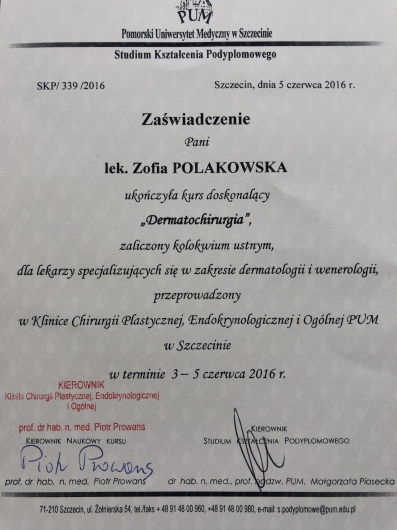 PUM
Pomorski Uniwersytet Medyczny w Szczecinie
Studium Kształcenia Podyplomowego
SKP/ 339 /2016 Szczecin, dnia 5 czerwca 2016 r.
Zaświadczenie
Pani
lek. Zofia POLAKOWSKA
ukończyła kurs doskonalący
„Dermatochirurgia”,
zaliczony kolokwium ustnym,
dla lekarzy specjalizujących się w zakresie dermatologii i wenerologii,
przeprowadzony
w Klinice Chirurgii Plastycznej, Endokrynologicznej i Ogólnej PUM
w Szczecinie
w terminie 3 – 5 czerwca 2016 r.
KIEROWNIK
Kliniki Chirurgii Plastycznej, Endokrynologicznej
i Ogólnej
prof. dr hab. n. med. Piotr Prowans
KIEROWNIK NAUKOWY KURSU
Piotr Prowans
prof. dr hab. n. med. Piotr Prowans
KIEROWNIK
STUDIUM KSZTAŁCENIA PODYPLOMOWEGO
dr hab. n. med., prof. nadzw. PUM, Małgorzata Piasecka
71-210 Szczecin, ul. Żołnierska 54, tel./faks + 48 91 48 00 960, +48 91 48 00 980, e-mail: s.podyplomowe@pum.edu.pl